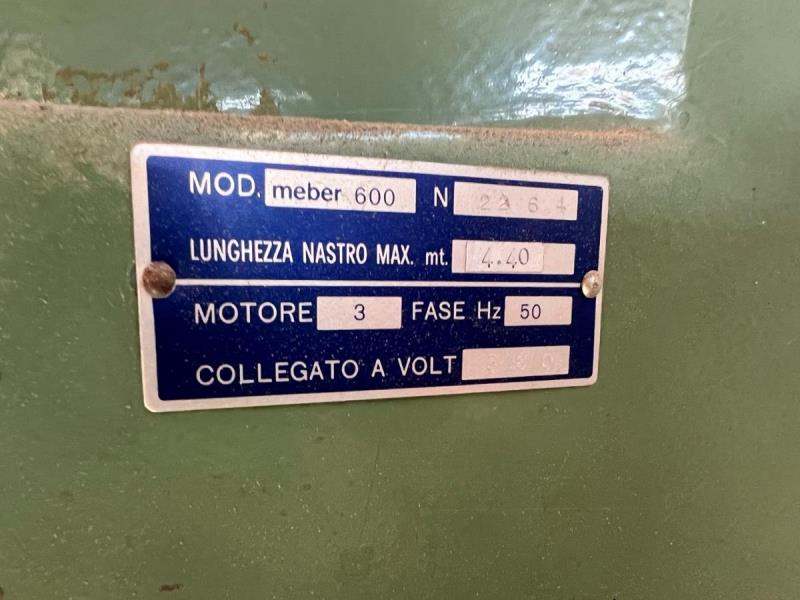 MOD. meber 600 N
LUNGHEZZA NASTRO MAX. mt. 4.40
MOTORE 3 FASE Hz 50
COLLEGATO A VOLT